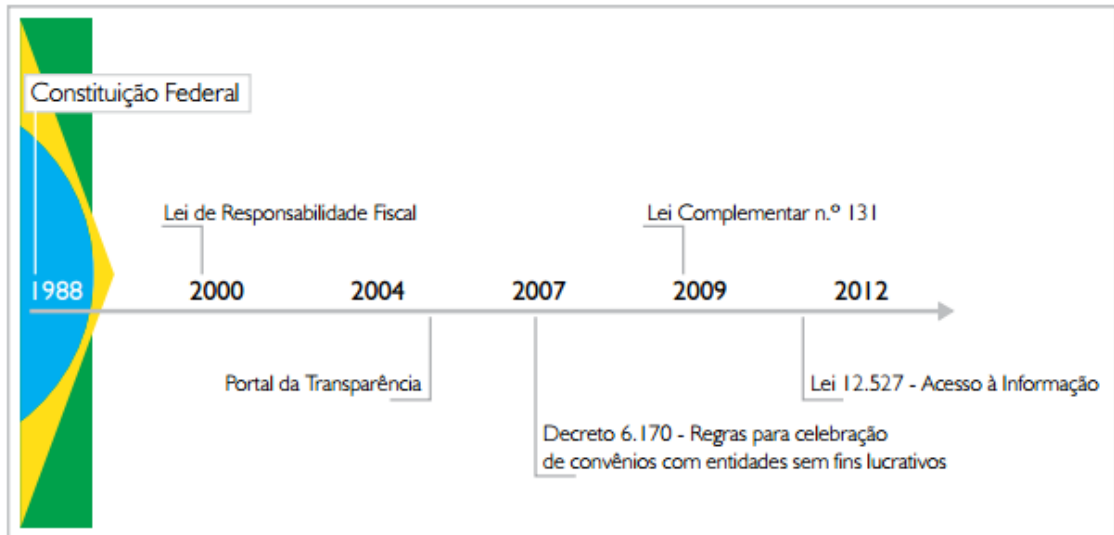 Constituição Federal
Lei de Responsabilidade Fiscal
Lei Complementar n.º 131
1988
2000
2004
2007
2009
2012
Portal da Transparência
Lei 12.527 - Acesso à Informação
Decreto 6.170 - Regras para celebração
de convênios com entidades sem fins lucrativos